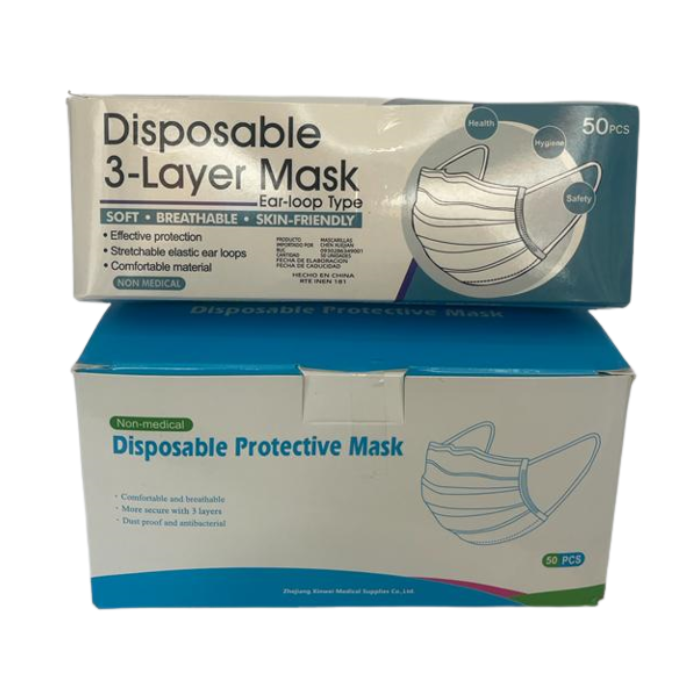 Disposable
3-Layer Mask
Ear-loop Type
SOFT • BREATHABLE • SKIN-FRIENDLY
• Effective protection
• Stretchable elastic ear loops
• Comfortable material
NON MEDICAL
PRODUCTO MASCARILLAS
IMPORTADO POR CHEN HUIDAN
RUC
CANTIDAD 50 UNIDADES
FECHA DE ELABORACION
FECHA DE CADUCIDAD
HECHO EN CHINA
RTE INEN 181
Health
Hygiene
Safety
50PCS
Disposable Protective Mask
Non-medical
Disposable Protective Mask
· Comfortable and breathable
· More secure with 3 layers
· Dust proof and antibacterial
50 PCS
Zhejiang Xinwei Medical Supplies Co.,Ltd